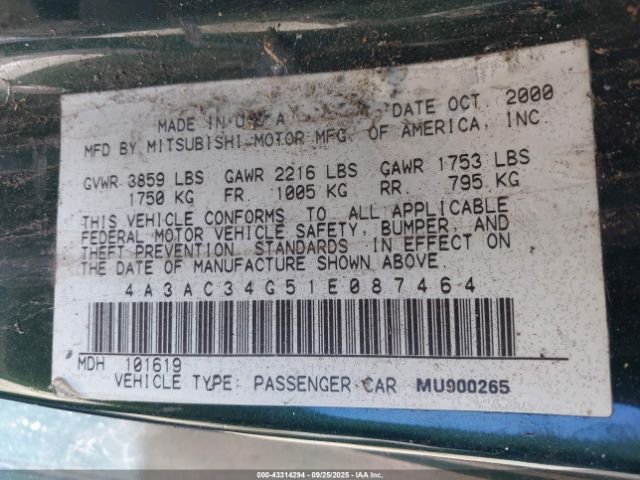 MADE IN U.S.A DATE OCT 2000
MFD BY MITSUBISHI MOTOR MFG. OF AMERICA, INC
GVWR 3859 LBS GAWR 2216 LBS GAWR 1753 LBS
1750 KG FR. 1005 KG RR. 795 KG
THIS VEHICLE CONFORMS TO ALL APPLICABLE
FEDERAL MOTOR VEHICLE SAFETY, BUMPER, AND
THEFT PREVENTION STANDARDS IN EFFECT ON
THE DATE OF MANUFACTURE SHOWN ABOVE.
4A3AC34G51E087464
MDH 101619
VEHICLE TYPE: PASSENGER CAR MU900265
000-43314294 - 09/25/2025 - © IAA Inc.